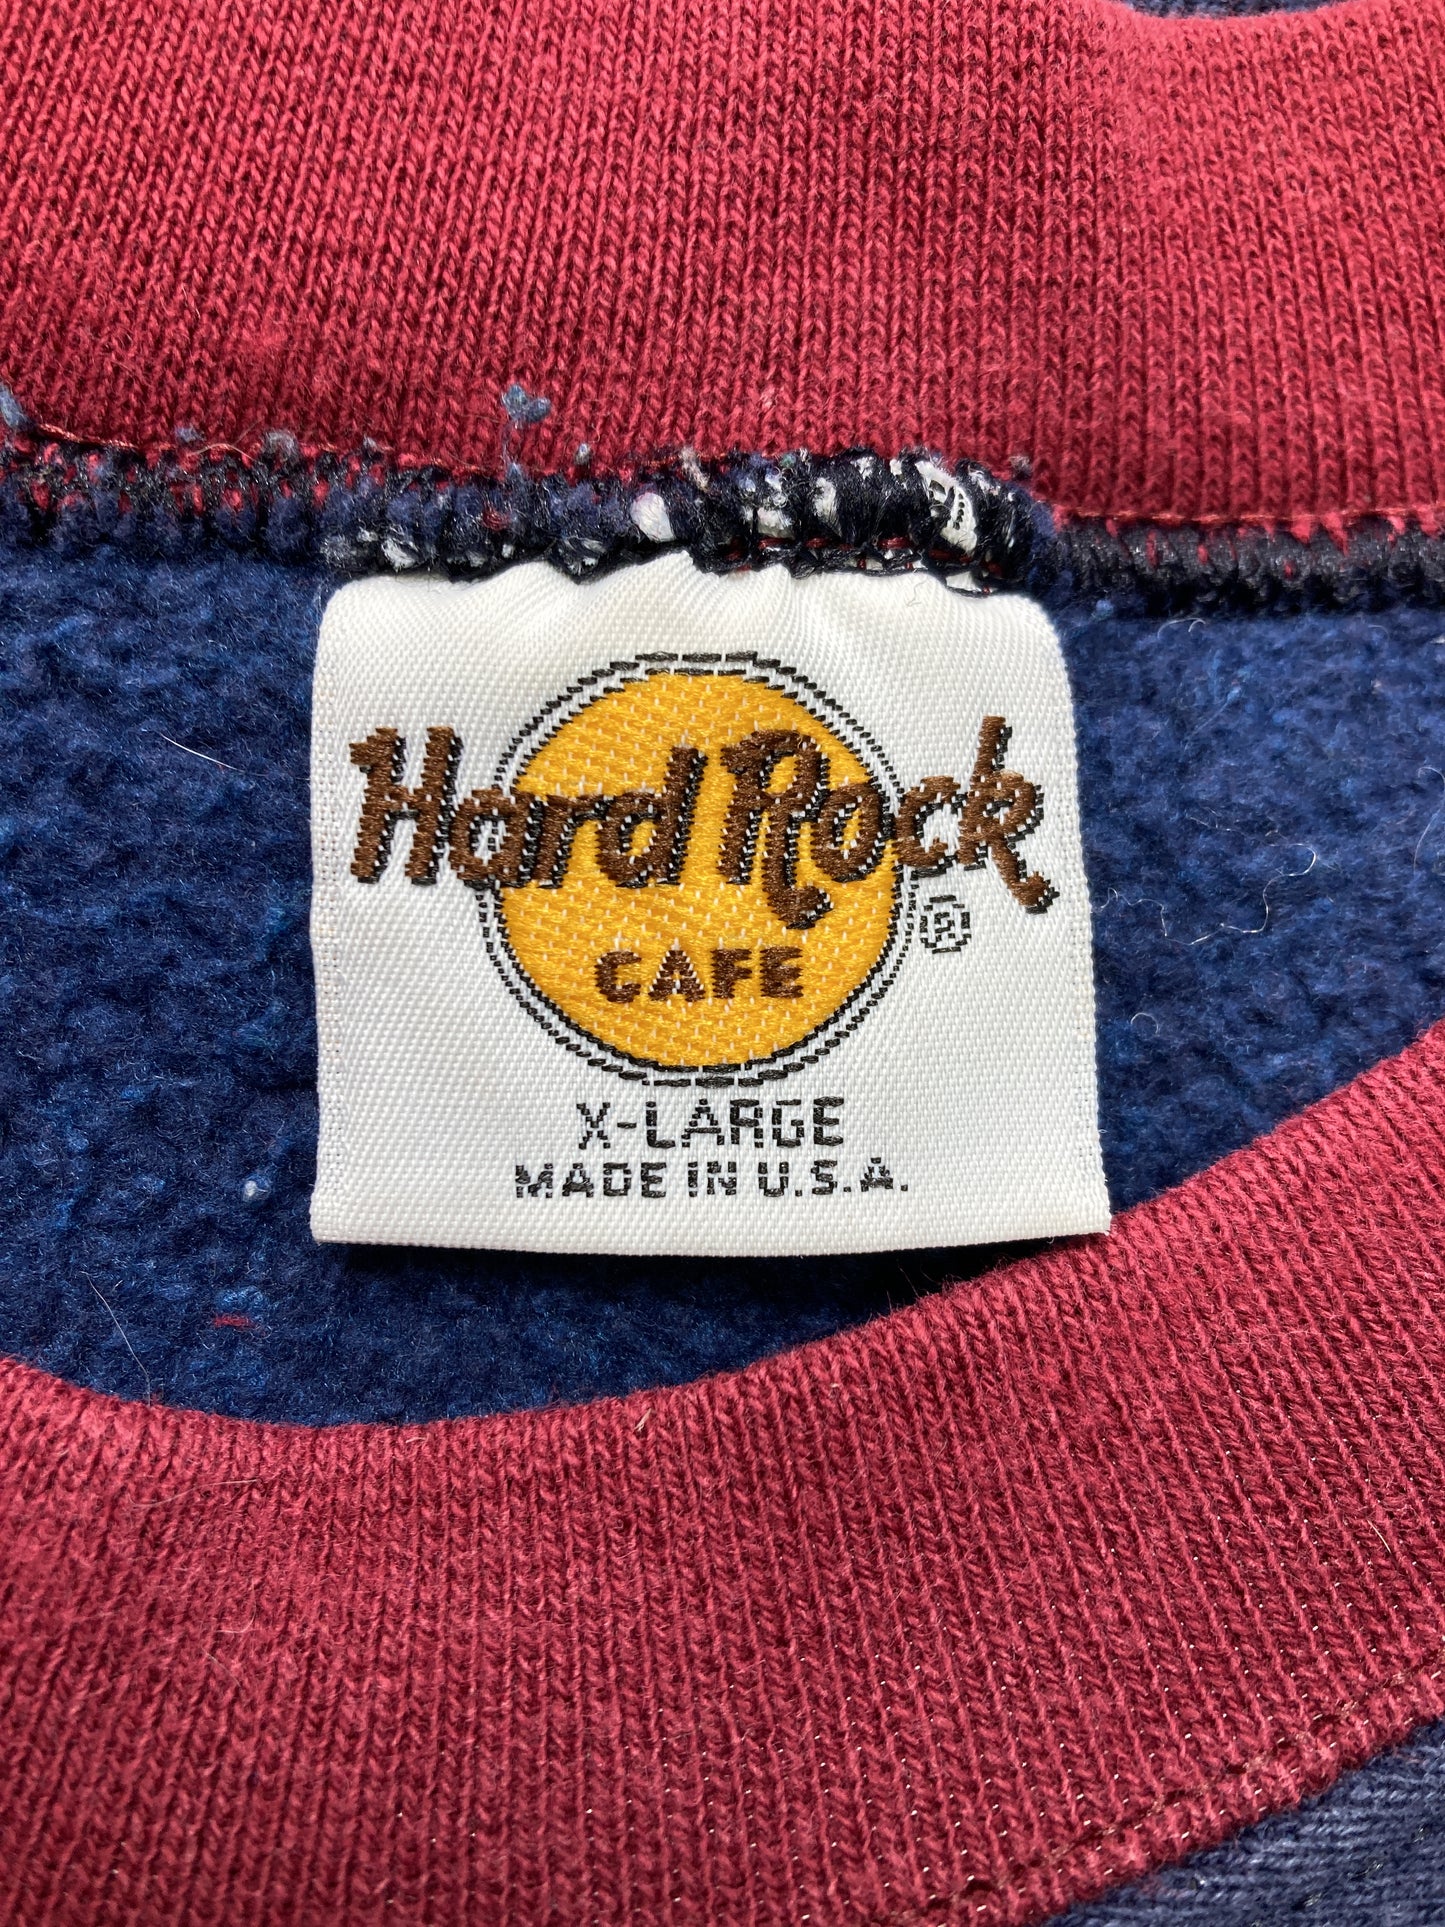 Hard Rock
CAFE
®
X-LARGE
MADE IN U.S.A.